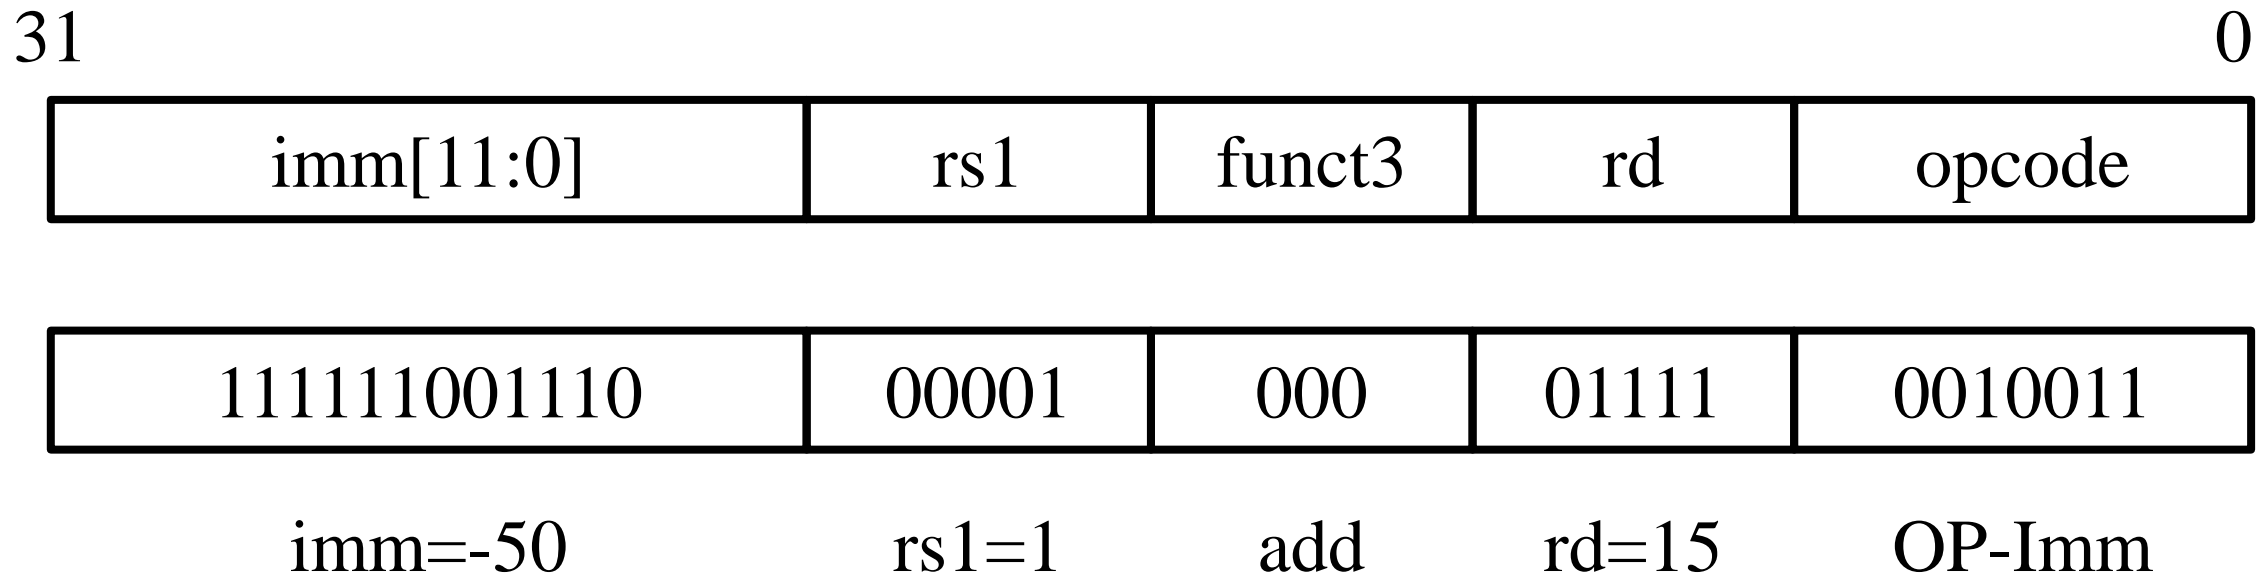 31 0
imm[11:0] rs1 funct3 rd opcode
111111001110 00001 000 01111 0010011
imm=-50 rs1=1 add rd=15 OP-Imm